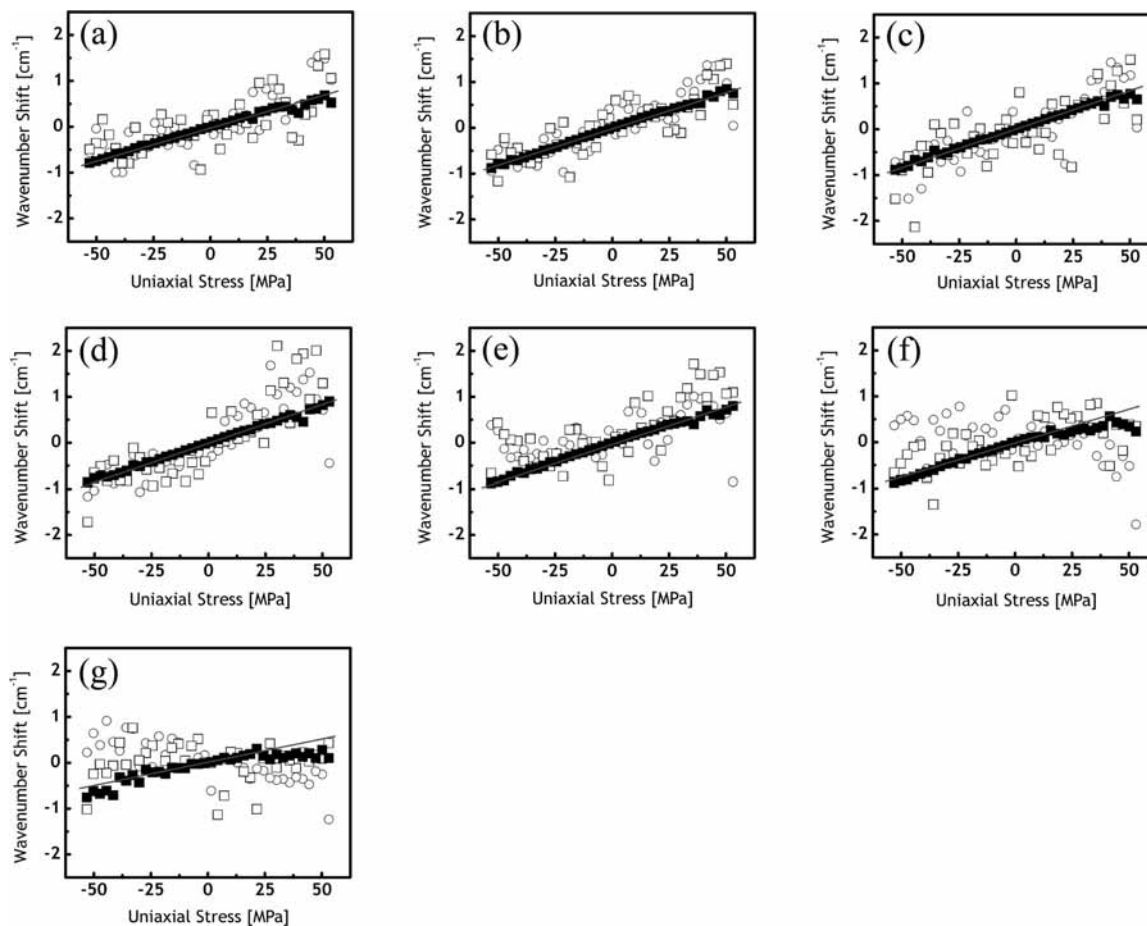 (a)
Wavenumber Shift [cm-1]
2
1
0
-1
-2
-50 -25 0 25 50
Uniaxial Stress [MPa]
(b)
Wavenumber Shift [cm-1]
2
1
0
-1
-2
-50 -25 0 25 50
Uniaxial Stress [MPa]
(c)
Wavenumber Shift [cm-1]
2
1
0
-1
-2
-50 -25 0 25 50
Uniaxial Stress [MPa]
(d)
Wavenumber Shift [cm-1]
2
1
0
-1
-2
-50 -25 0 25 50
Uniaxial Stress [MPa]
(e)
Wavenumber Shift [cm-1]
2
1
0
-1
-2
-50 -25 0 25 50
Uniaxial Stress [MPa]
(f)
Wavenumber Shift [cm-1]
2
1
0
-1
-2
-50 -25 0 25 50
Uniaxial Stress [MPa]
(g)
Wavenumber Shift [cm-1]
2
1
0
-1
-2
-50 -25 0 25 50
Uniaxial Stress [MPa]